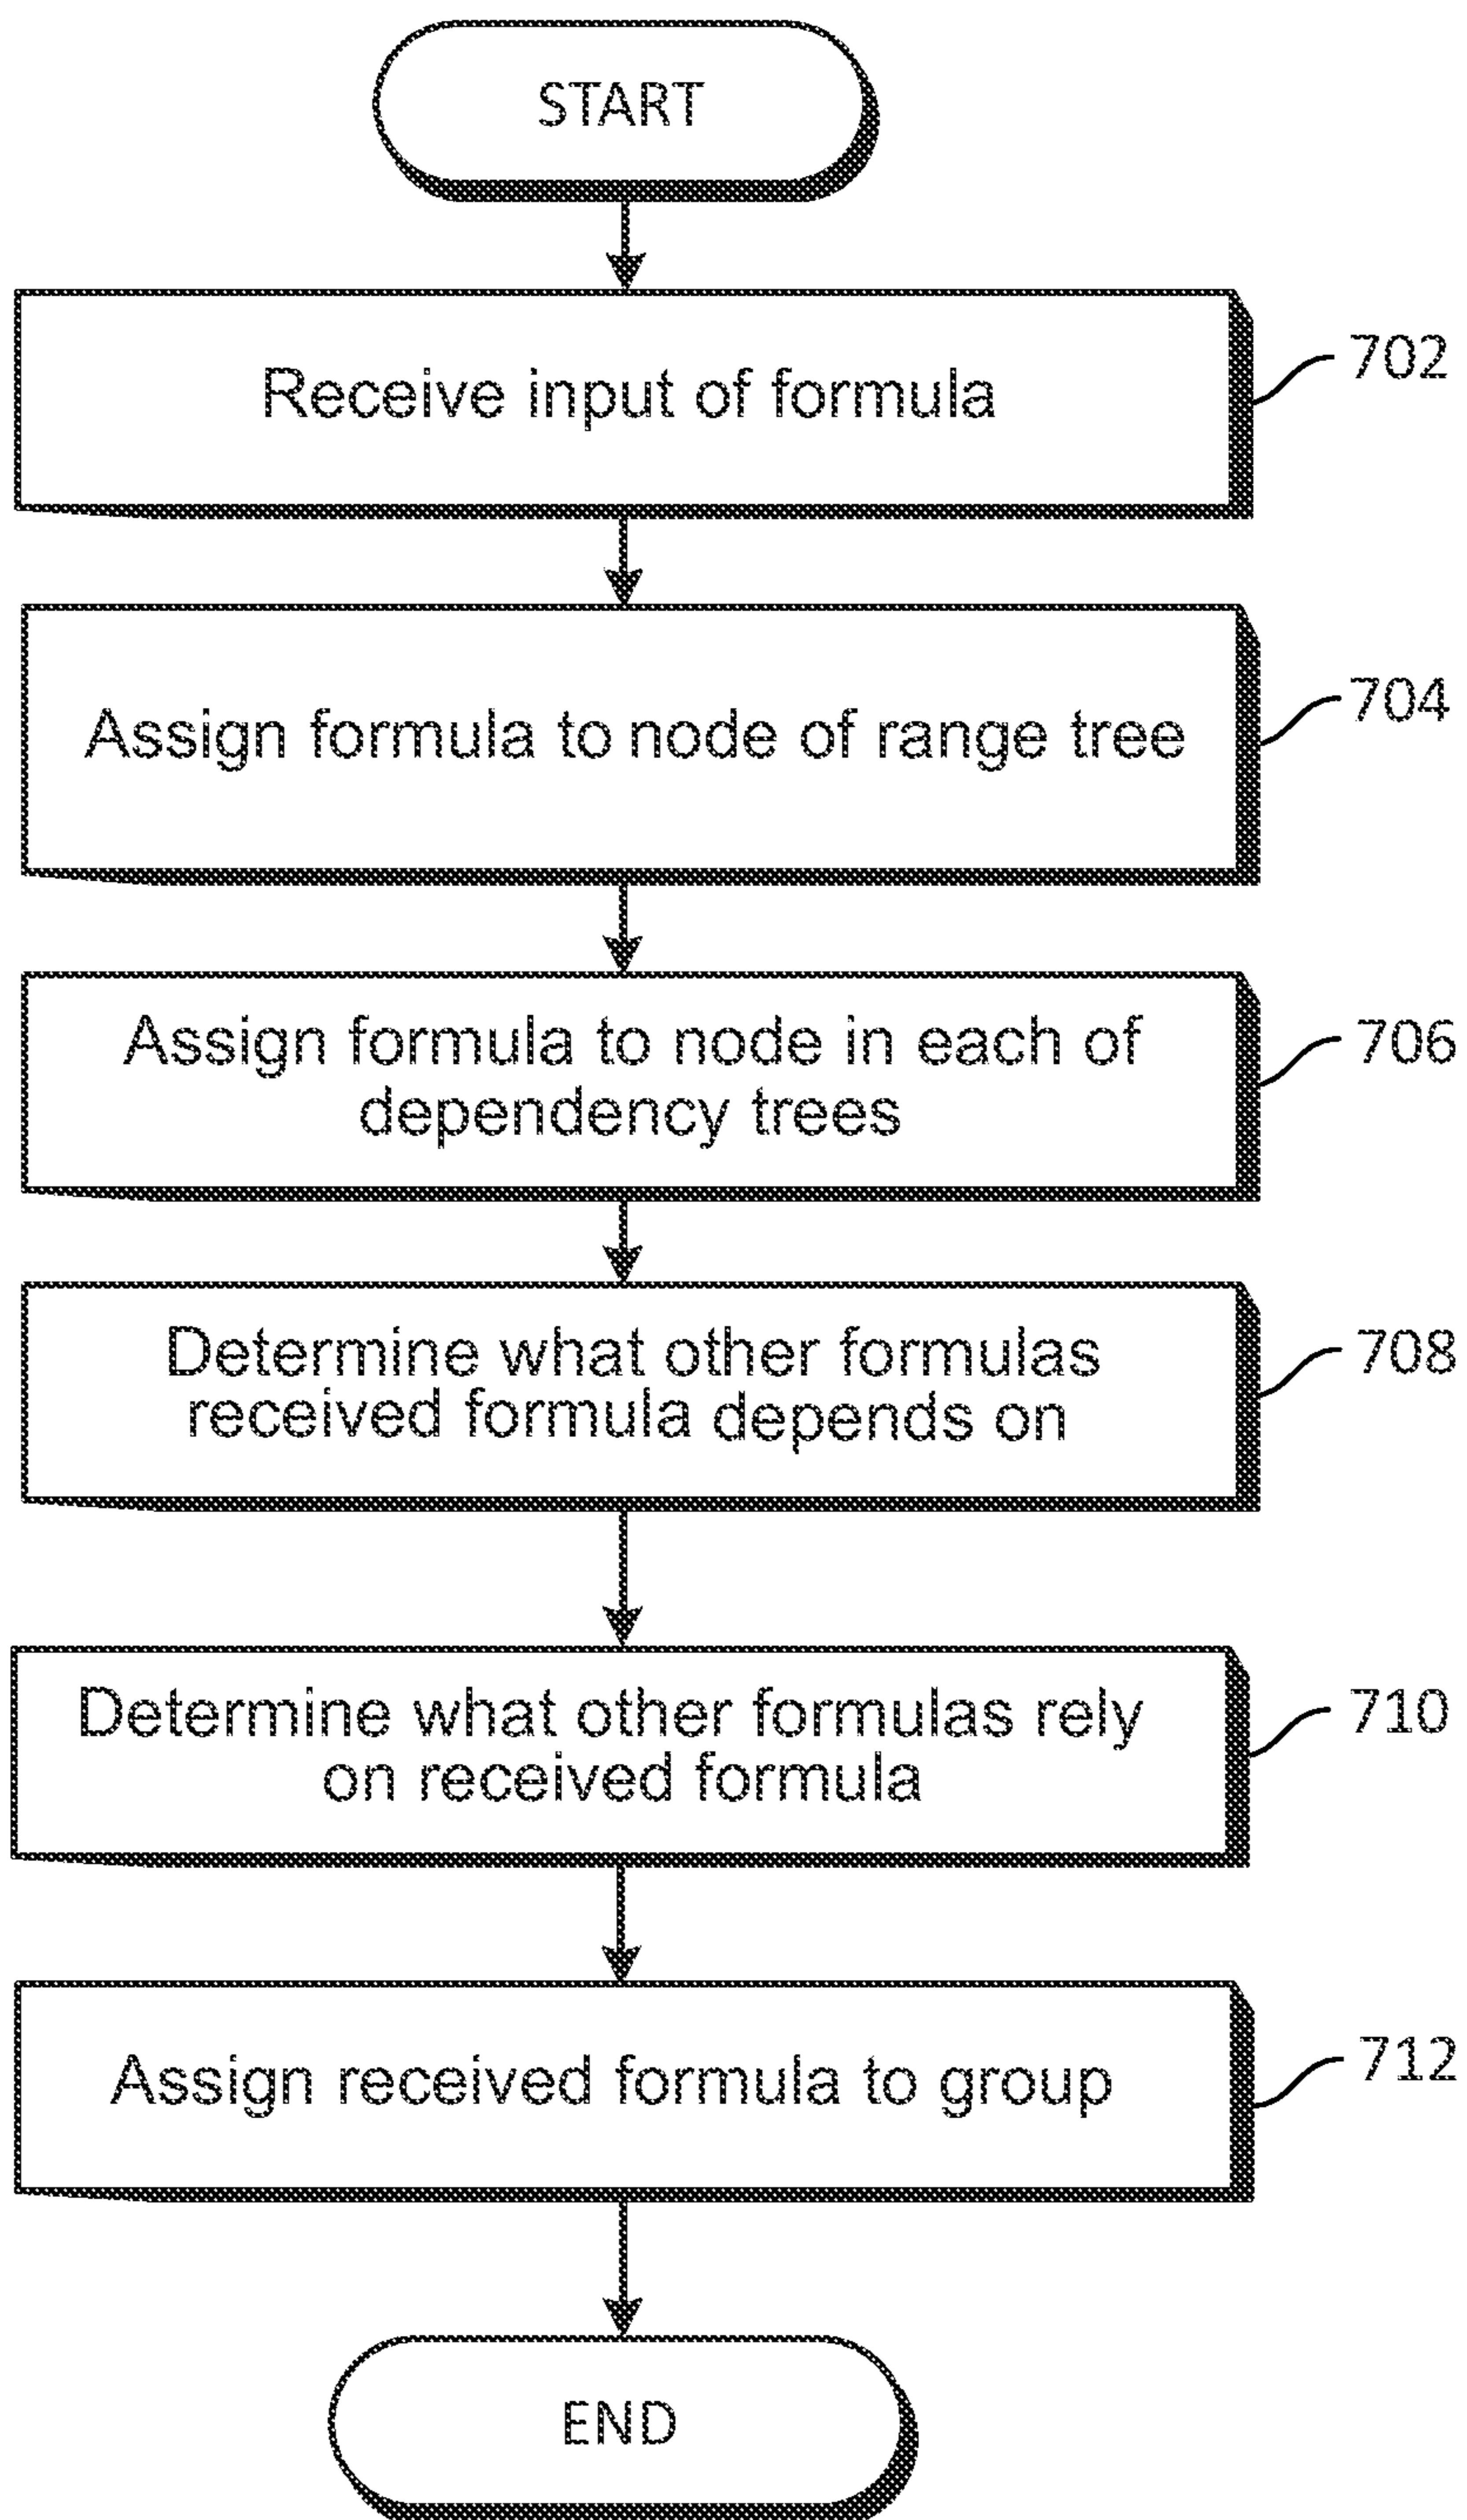 START
Receive input of formula
702
Assign formula to node of range tree
704
Assign formula to node in each of
dependency trees
706
Determine what other formulas
received formula depends on
708
Determine what other formulas rely
on received formula
710
Assign received formula to group
712
END